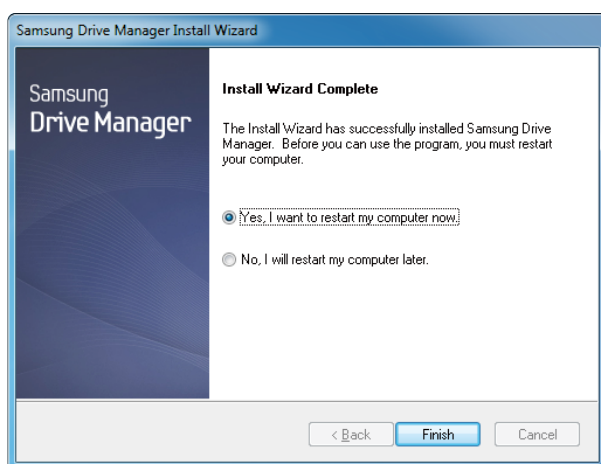 Samsung Drive Manager Install Wizard
Samsung
Drive Manager
Install Wizard Complete
The Install Wizard has successfully installed Samsung Drive
Manager. Before you can use the program, you must restart
your computer.
Yes, I want to restart my computer now.
No, I will restart my computer later.
< Back
Finish
Cancel